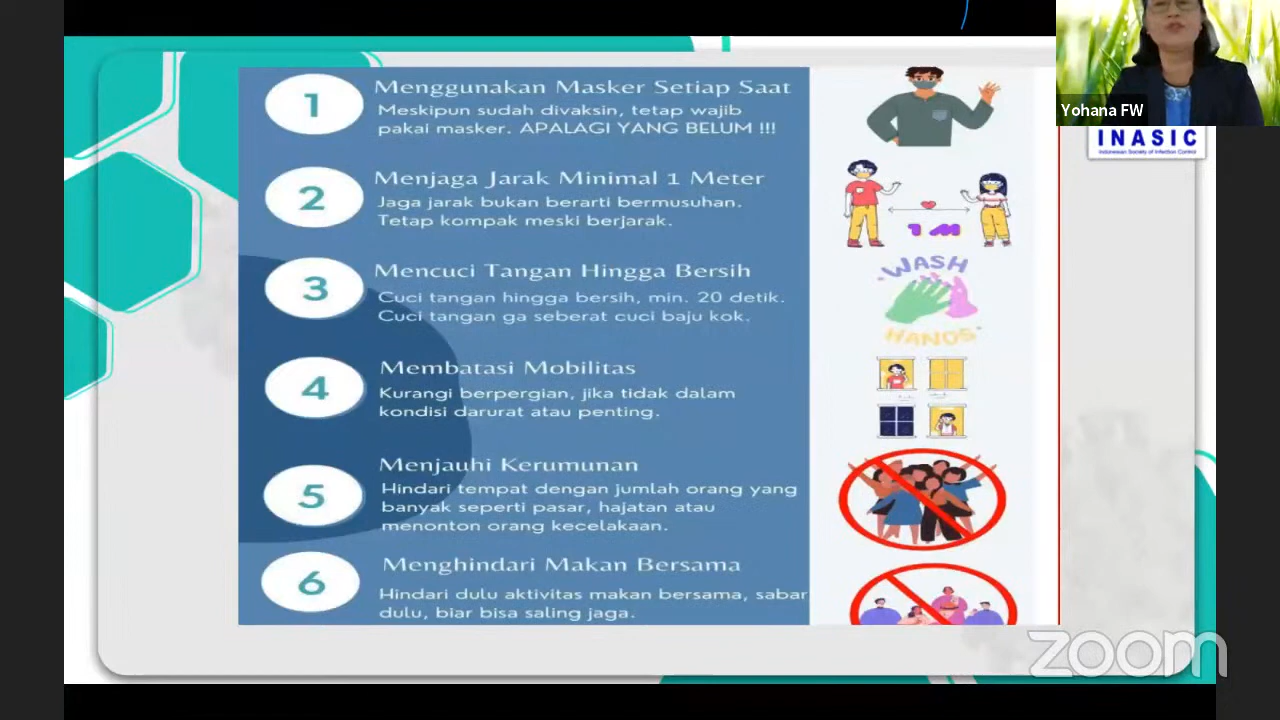 1
Menggunakan Masker Setiap Saat
Meskipun sudah divaksin, tetap wajib
pakai masker. APALAGI YANG BELUM !!!
2
Menjaga Jarak Minimal 1 Meter
Jaga jarak bukan berarti bermusuhan.
Tetap kompak meski berjarak.
1 M
3
Mencuci Tangan Hingga Bersih
Cuci tangan hingga bersih, min. 20 detik.
Cuci tangan ga seberat cuci baju kok.
WASH
HANDS
4
Membatasi Mobilitas
Kurangi berpergian, jika tidak dalam
kondisi darurat atau penting.
5
Menjauhi Kerumunan
Hindari tempat dengan jumlah orang yang
banyak seperti pasar, hajatan atau
menonton orang kecelakaan.
6
Menghindari Makan Bersama
Hindari dulu aktivitas makan bersama, sabar
dulu, biar bisa saling jaga.
Yohana FW
INASIC
Indonesian Society of Infection Control
zoom